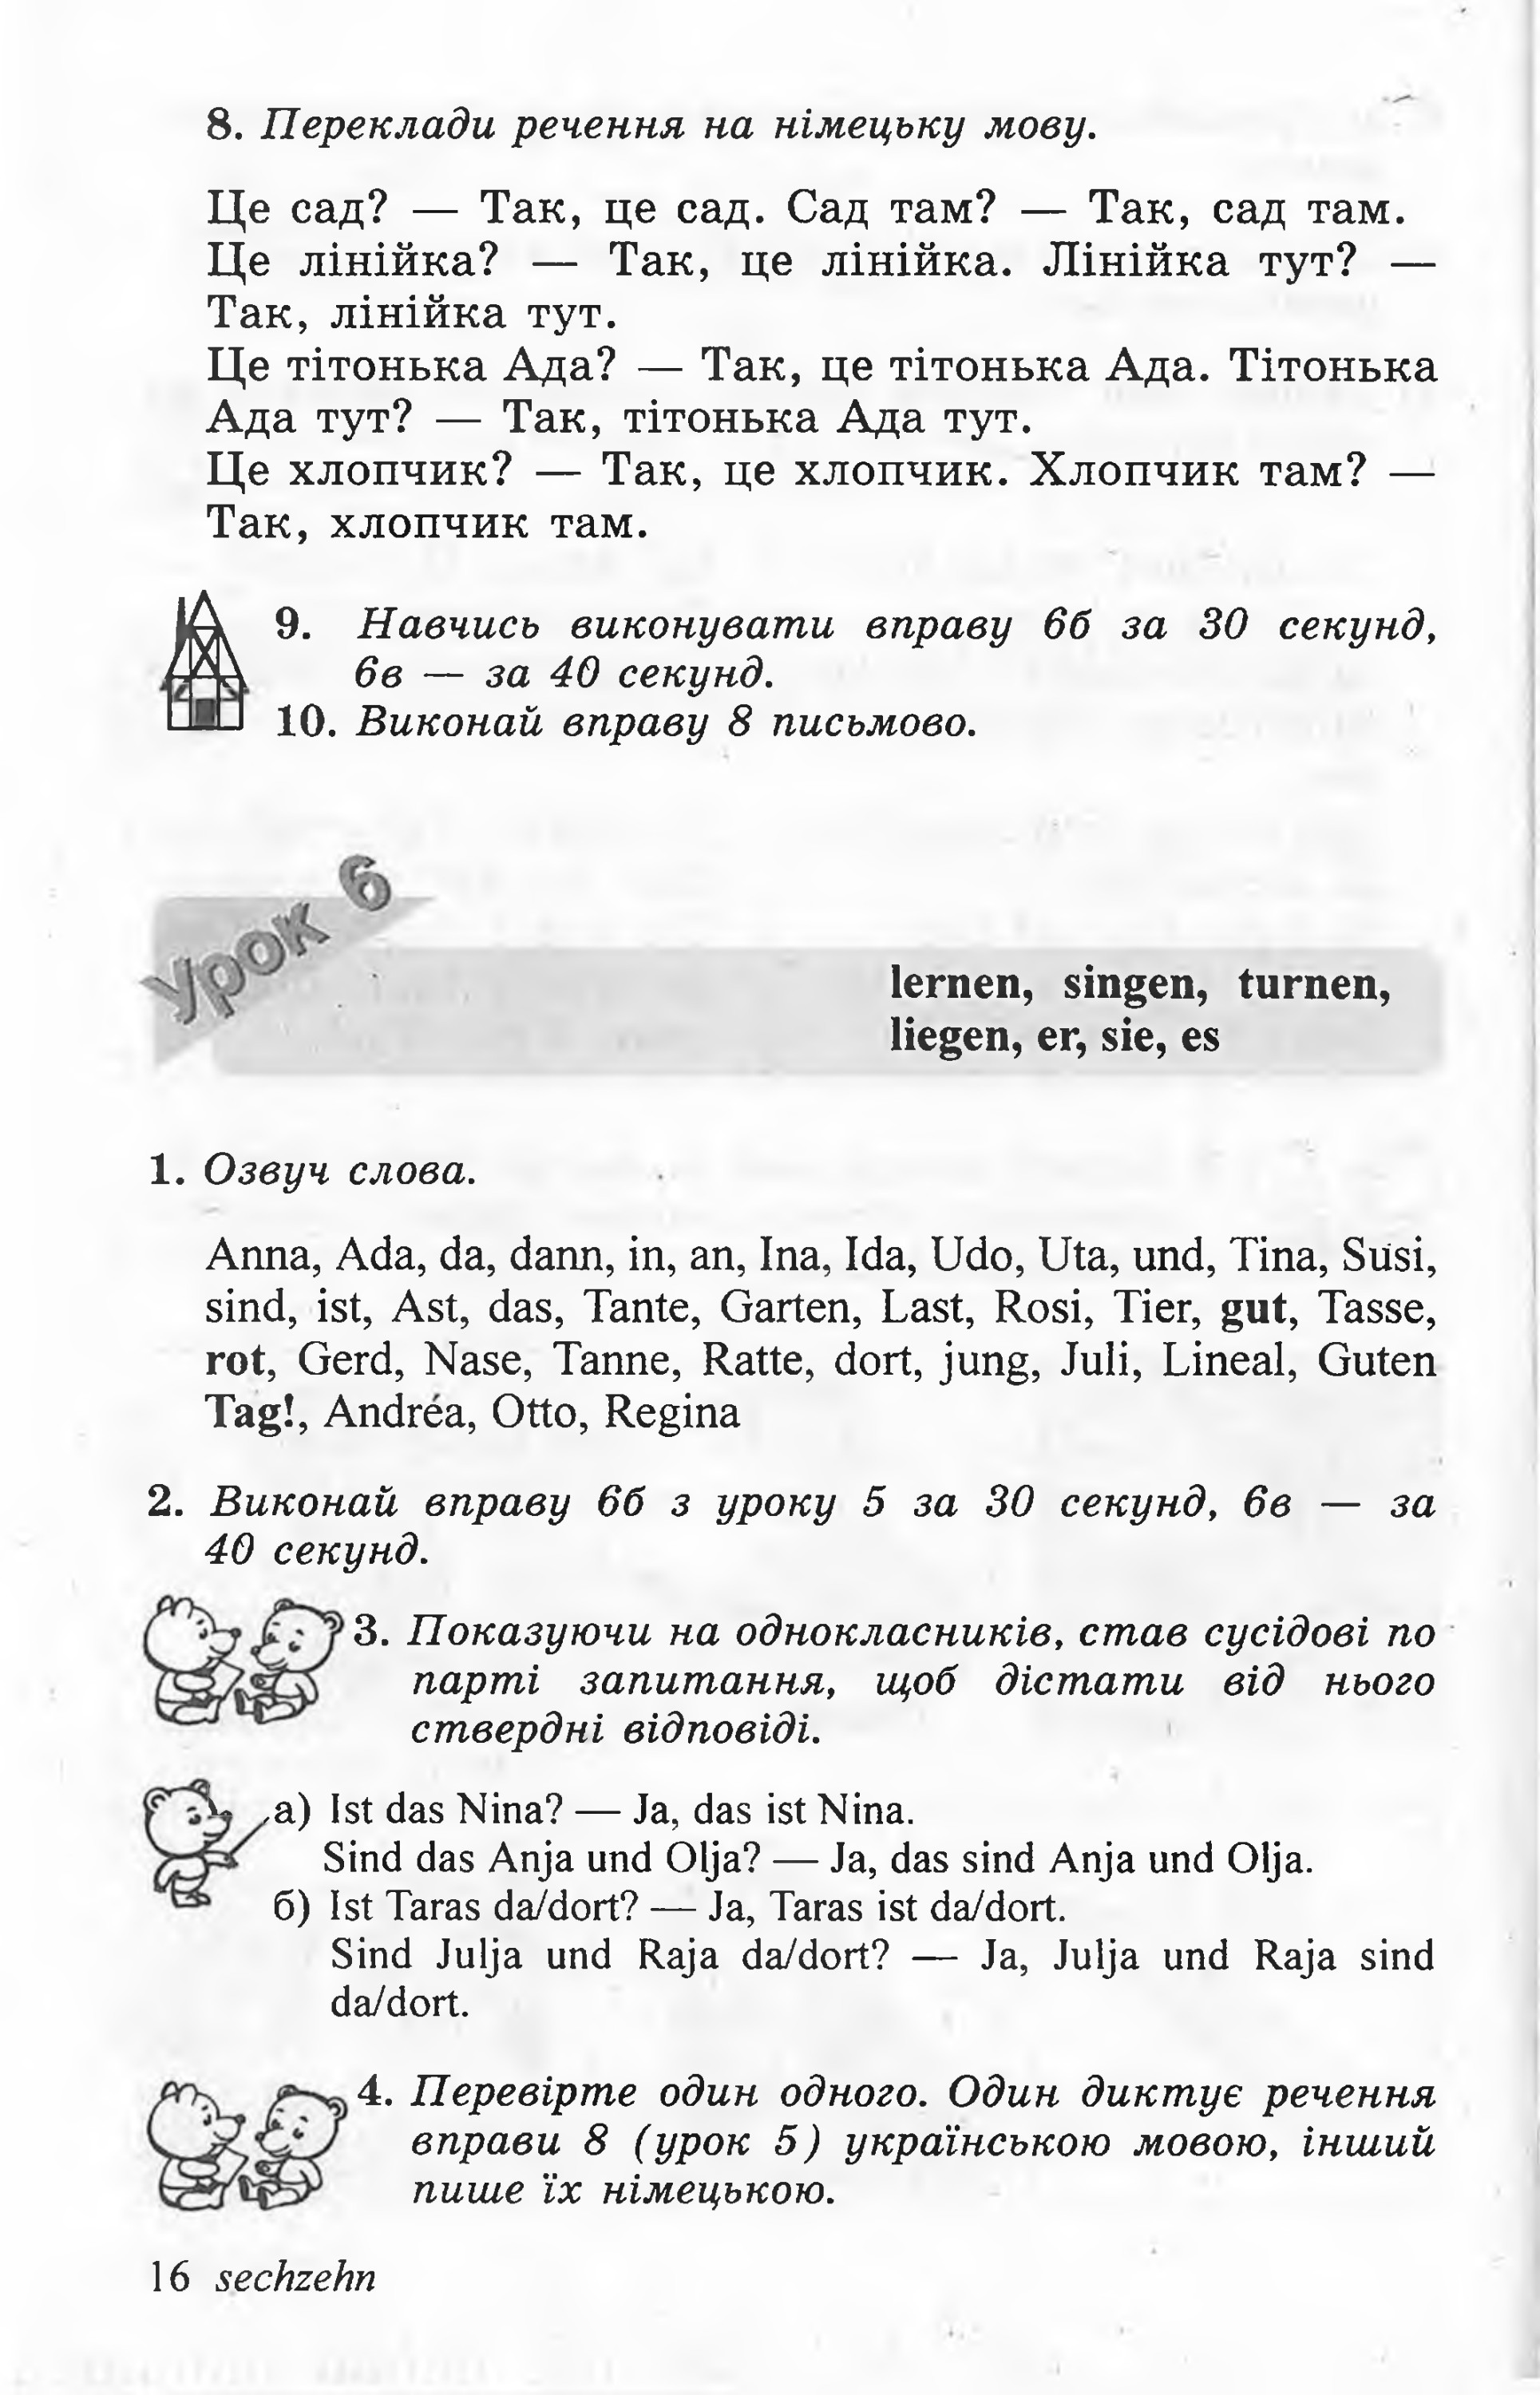 8. Переклади речення на німецьку мову.
Це сад? — Так, це сад. Сад там? — Так, сад там.
Це лінійка? — Так, це лінійка. Лінійка тут? —
Так, лінійка тут.
Це тітонька Ада? — Так, це тітонька Ада. Тітонька
Ада тут? — Так, тітонька Ада тут.
Це хлопчик? — Так, це хлопчик. Хлопчик там? —
Так, хлопчик там.
9. Навчись виконувати вправу 6б за 30 секунд,
6в — за 40 секунд.
10. Виконай вправу 8 письмово.
Урок 6
lernen, singen, turnen,
liegen, er, sie, es
1. Озвуч слова.
Anna, Ada, da, dann, in, an, Ina, Ida, Udo, Uta, und, Tina, Susi,
sind, ist, Ast, das, Tante, Garten, Last, Rosi, Tier, gut, Tasse,
rot, Gerd, Nase, Tanne, Ratte, dort, jung, Juli, Lineal, Guten
Tag!, Andréa, Otto, Regina
2. Виконай вправу 6б з уроку 5 за 30 секунд, 6в — за
40 секунд.
3. Показуючи на однокласників, став сусідові по
парті запитання, щоб дістати від нього
ствердні відповіді.
а) Ist das Nina? — Ja, das ist Nina.
Sind das Anja und Olja? — Ja, das sind Anja und Olja.
б) Ist Taras da/dort? — Ja, Taras ist da/dort.
Sind Julja und Raja da/dort? — Ja, Julja und Raja sind
da/dort.
4. Перевірте один одного. Один диктує речення
вправи 8 (урок 5) українською мовою, інший
пише їх німецькою.
16 sechzehn